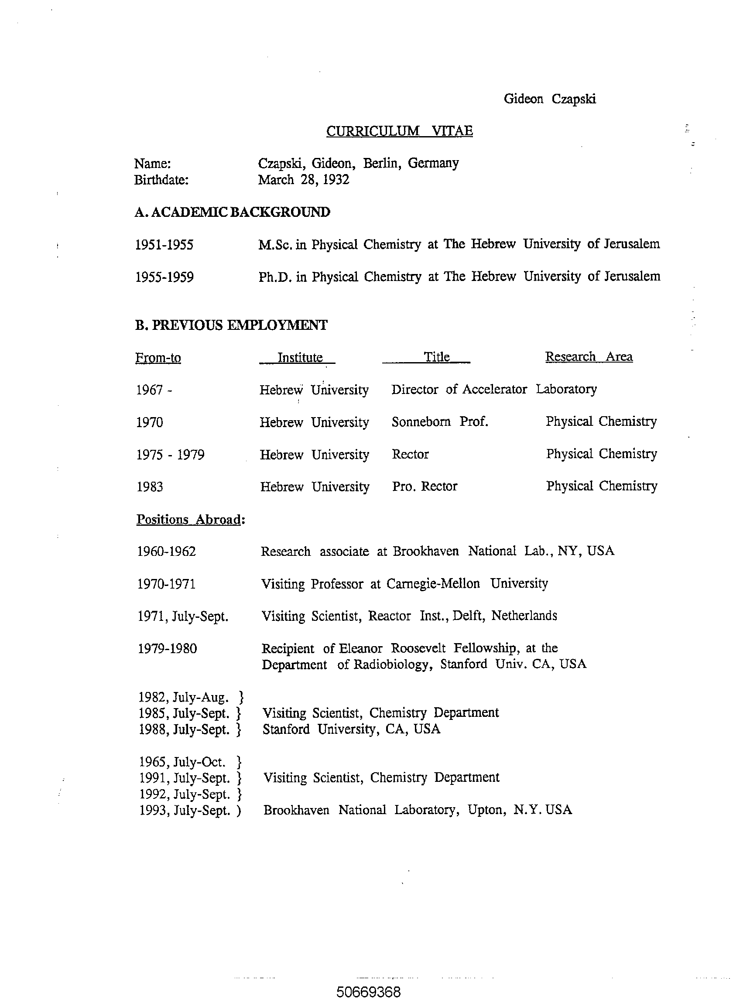 Gideon Czapski
CURRICULUM VITAE
Name: Czapski, Gideon, Berlin, Germany
Birthdate: March 28, 1932
A. ACADEMIC BACKGROUND
1951-1955 M.Sc. in Physical Chemistry at The Hebrew University of Jerusalem
1955-1959 Ph.D. in Physical Chemistry at The Hebrew University of Jerusalem
B. PREVIOUS EMPLOYMENT
From-to Institute Title Research Area
1967 - Hebrew University Director of Accelerator Laboratory
1970 Hebrew University Sonneborn Prof. Physical Chemistry
1975 - 1979 Hebrew University Rector Physical Chemistry
1983 Hebrew University Pro. Rector Physical Chemistry
Positions Abroad:
1960-1962 Research associate at Brookhaven National Lab., NY, USA
1970-1971 Visiting Professor at Carnegie-Mellon University
1971, July-Sept. Visiting Scientist, Reactor Inst., Delft, Netherlands
1979-1980 Recipient of Eleanor Roosevelt Fellowship, at the
Department of Radiobiology, Stanford Univ. CA, USA
1982, July-Aug. }
1985, July-Sept. } Visiting Scientist, Chemistry Department
1988, July-Sept. } Stanford University, CA, USA
1965, July-Oct. }
1991, July-Sept. } Visiting Scientist, Chemistry Department
1992, July-Sept. }
1993, July-Sept. ) Brookhaven National Laboratory, Upton, N.Y. USA
50669368